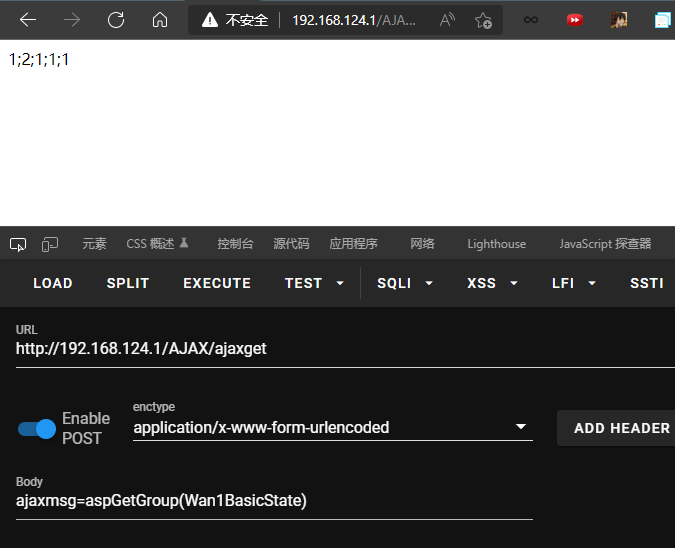 不安全 192.168.124.1/AJA...
1;2;1;1;1
元素 CSS 概述 控制台 源代码 应用程序 网络 Lighthouse JavaScript 探查器
LOAD SPLIT EXECUTE TEST SQLI XSS LFI SSTI
URL
http://192.168.124.1/AJAX/ajaxget
Enable
POST
enctype
application/x-www-form-urlencoded
ADD HEADER
Body
ajaxmsg=aspGetGroup(Wan1BasicState)